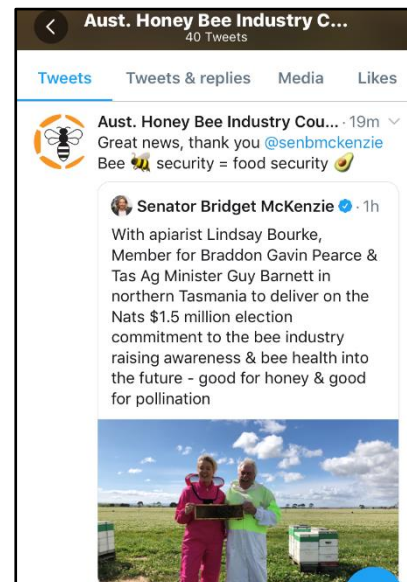 Aust. Honey Bee Industry C...
40 Tweets
Tweets
Tweets & replies
Media
Likes
Aust. Honey Bee Industry Cou... · 19m
Great news, thank you @senbmckenzie
Bee 🐝 security = food security 🥑
Senator Bridget McKenzie · 1h
With apiarist Lindsay Bourke,
Member for Braddon Gavin Pearce &
Tas Ag Minister Guy Barnett in
northern Tasmania to deliver on the
Nats $1.5 million election
commitment to the bee industry
raising awareness & bee health into
the future - good for honey & good
for pollination